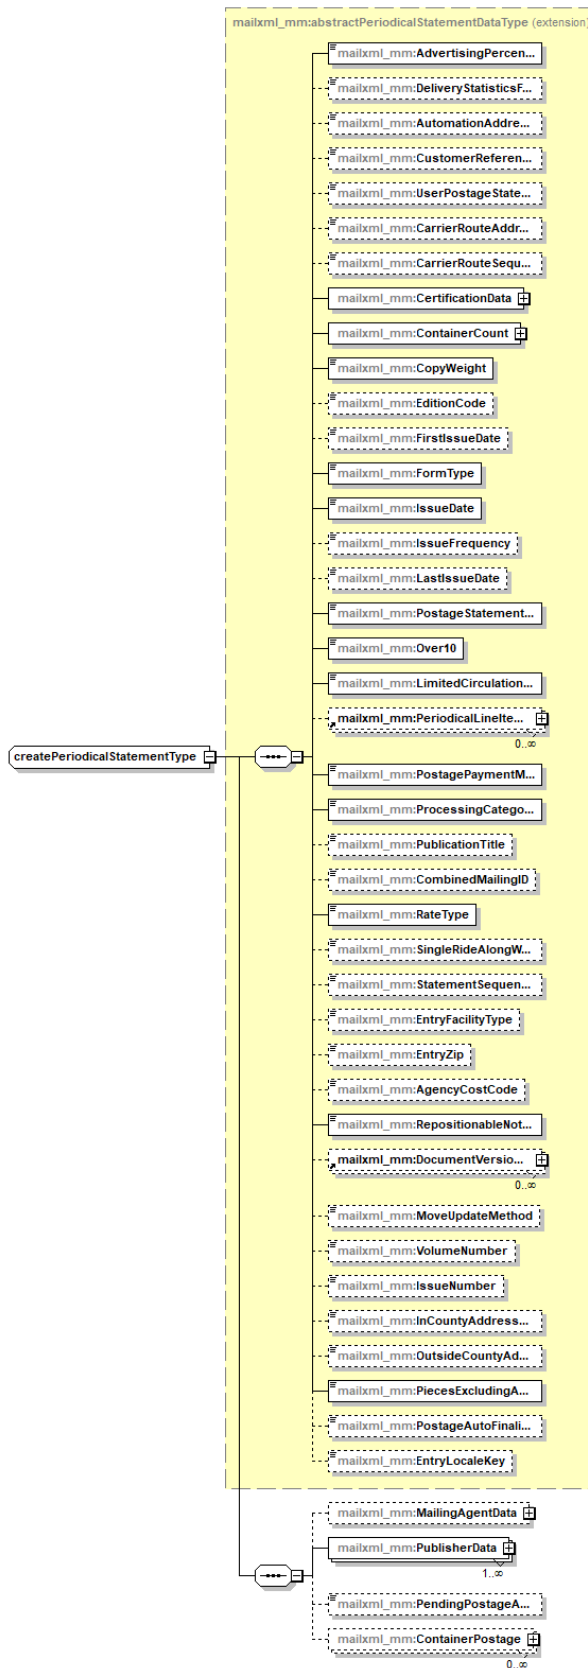 mailxml_mm:abstractPeriodicalStatementDataType (extension)
mailxml_mm:AdvertisingPercen...
mailxml_mm:DeliveryStatisticsF...
mailxml_mm:AutomationAddre...
mailxml_mm:CustomerReferen...
mailxml_mm:UserPostageState...
mailxml_mm:CarrierRouteAddr...
mailxml_mm:CarrierRouteSequ...
mailxml_mm:CertificationData
mailxml_mm:ContainerCount
mailxml_mm:CopyWeight
mailxml_mm:EditionCode
mailxml_mm:FirstIssueDate
mailxml_mm:FormType
mailxml_mm:IssueDate
mailxml_mm:IssueFrequency
mailxml_mm:LastIssueDate
mailxml_mm:PostageStatement...
mailxml_mm:Over10
mailxml_mm:LimitedCirculation...
mailxml_mm:PeriodicalLineIte...
0..∞
createPeriodicalStatementType
mailxml_mm:PostagePaymentM...
mailxml_mm:ProcessingCatego...
mailxml_mm:PublicationTitle
mailxml_mm:CombinedMailingID
mailxml_mm:RateType
mailxml_mm:SingleRideAlongW...
mailxml_mm:StatementSequen...
mailxml_mm:EntryFacilityType
mailxml_mm:EntryZip
mailxml_mm:AgencyCostCode
mailxml_mm:RepositionableNot...
mailxml_mm:DocumentVersio...
0..∞
mailxml_mm:MoveUpdateMethod
mailxml_mm:VolumeNumber
mailxml_mm:IssueNumber
mailxml_mm:InCountyAddress...
mailxml_mm:OutsideCountyAd...
mailxml_mm:PiecesExcludingA...
mailxml_mm:PostageAutoFinali...
mailxml_mm:EntryLocaleKey
mailxml_mm:MailingAgentData
mailxml_mm:PublisherData
1..∞
mailxml_mm:PendingPostageA...
mailxml_mm:ContainerPostage
0..∞